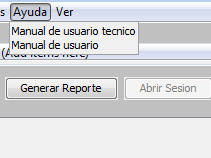 s Ayuda Ver
Manual de usuario tecnico
Manual de usuario
(Add items here)
Generar Reporte Abrir Sesion